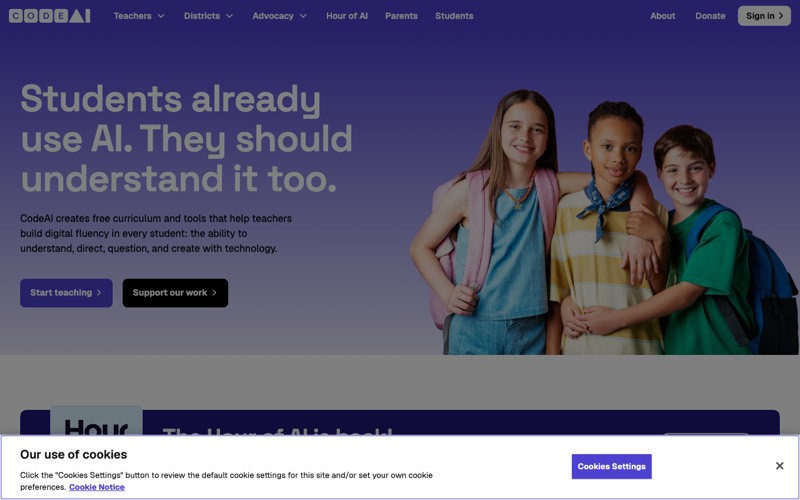 CODEAI
Teachers
Districts
Advocacy
Hour of AI
Parents
Students
About
Donate
Sign in
Students already
use AI. They should
understand it too.
CodeAI creates free curriculum and tools that help teachers
build digital fluency in every student: the ability to
understand, direct, question, and create with technology.
Start teaching
Support our work
Hour
The Hour of AI is back!
Our use of cookies
Click the "Cookies Settings" button to review the default cookie settings for this site and/or set your own cookie
preferences. Cookie Notice
Cookies Settings